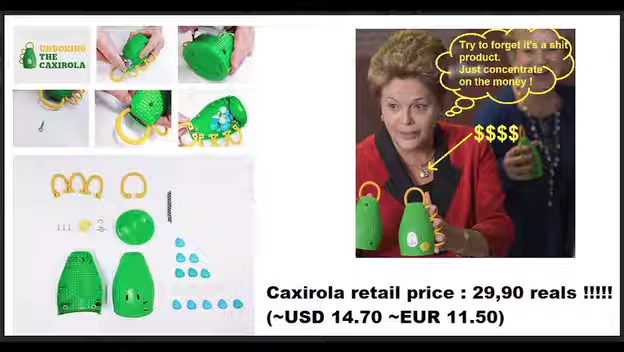 UNBOXING
THE
CAXIROLA
Try to forget it's a shit
product.
Just concentrate
on the money !
$$$$
Caxirola retail price : 29,90 reals !!!!!
(~USD 14.70 ~EUR 11.50)